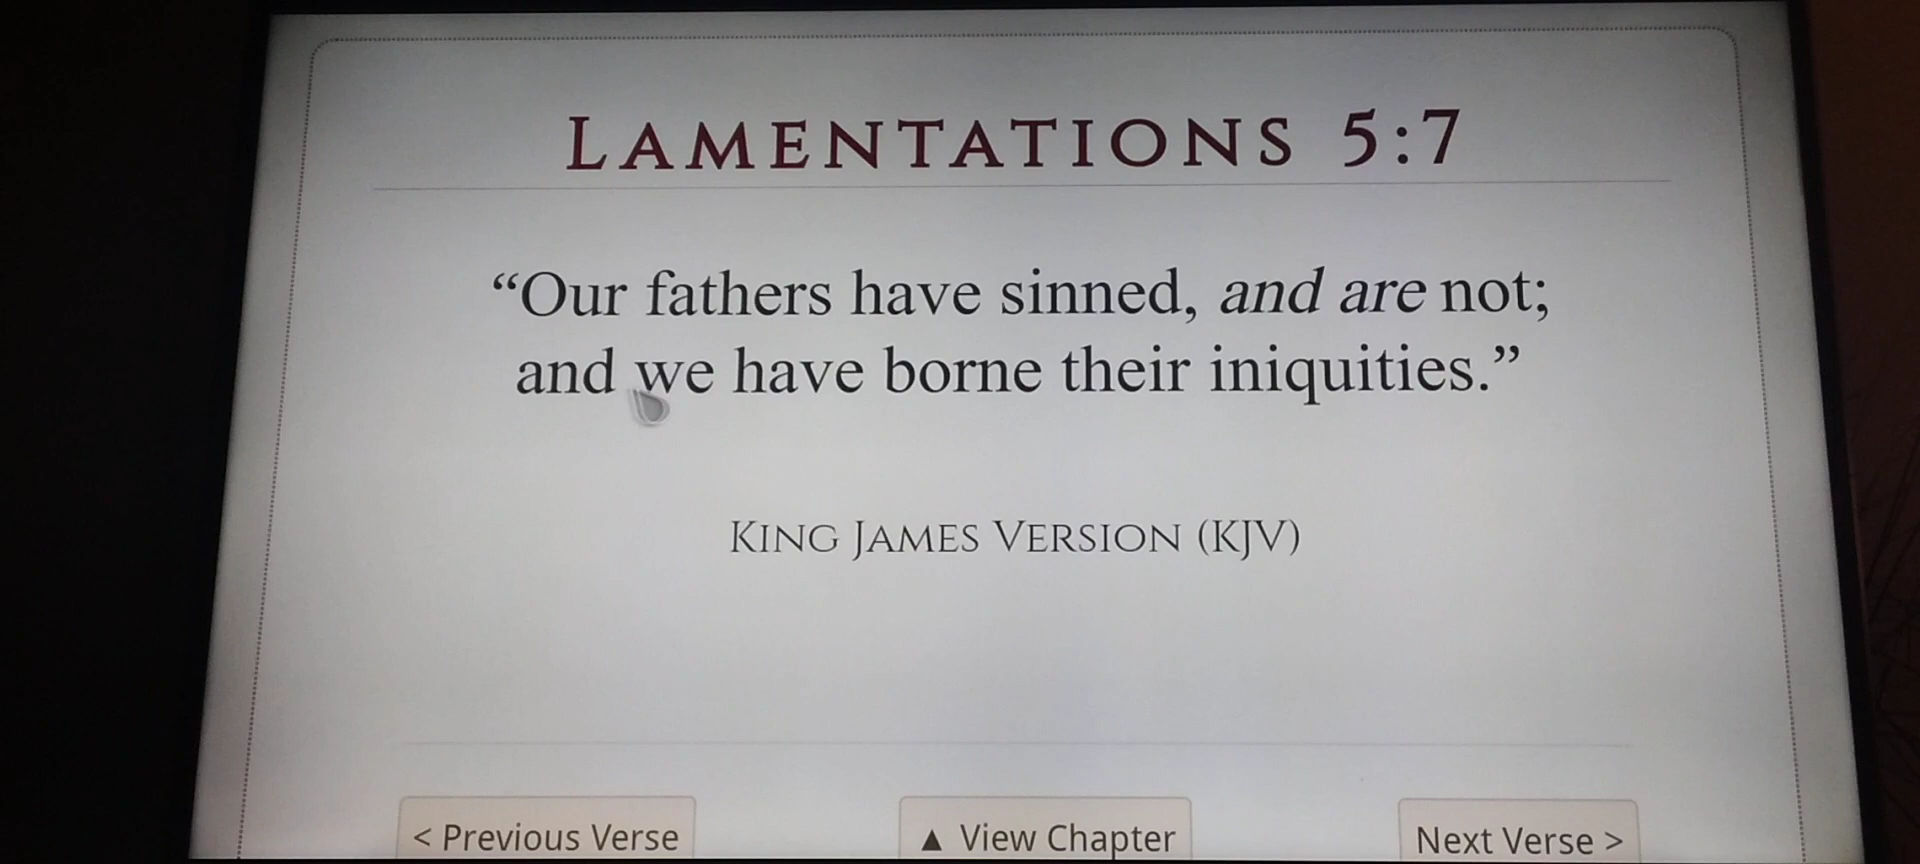 LAMENTATIONS 5:7
“Our fathers have sinned, and are not;
and we have borne their iniquities.”
KING JAMES VERSION (KJV)
< Previous Verse
▲ View Chapter
Next Verse >